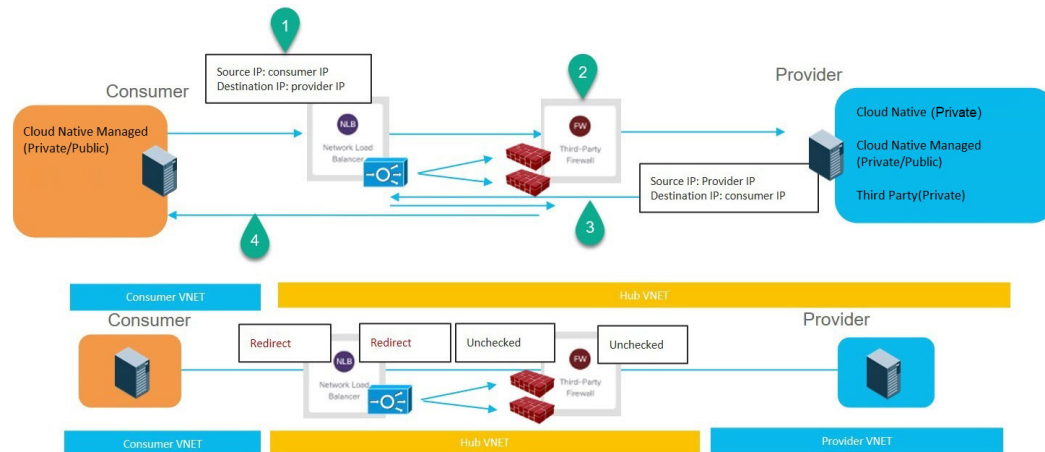 1
Source IP: consumer IP
Destination IP: provider IP
2
Consumer
Provider
Cloud Native Managed
(Private/Public)
NLB
Network Load
Balancer
FW
Third-Party
Firewall
Cloud Native (Private)
Cloud Native Managed
(Private/Public)
Third Party(Private)
Source IP: Provider IP
Destination IP: consumer IP
4
3
Consumer VNET
Hub VNET
Consumer
Provider
Redirect
Redirect
Unchecked
Unchecked
NLB
Network Load
Balancer
FW
Third-Party
Firewall
Consumer VNET
Hub VNET
Provider VNET